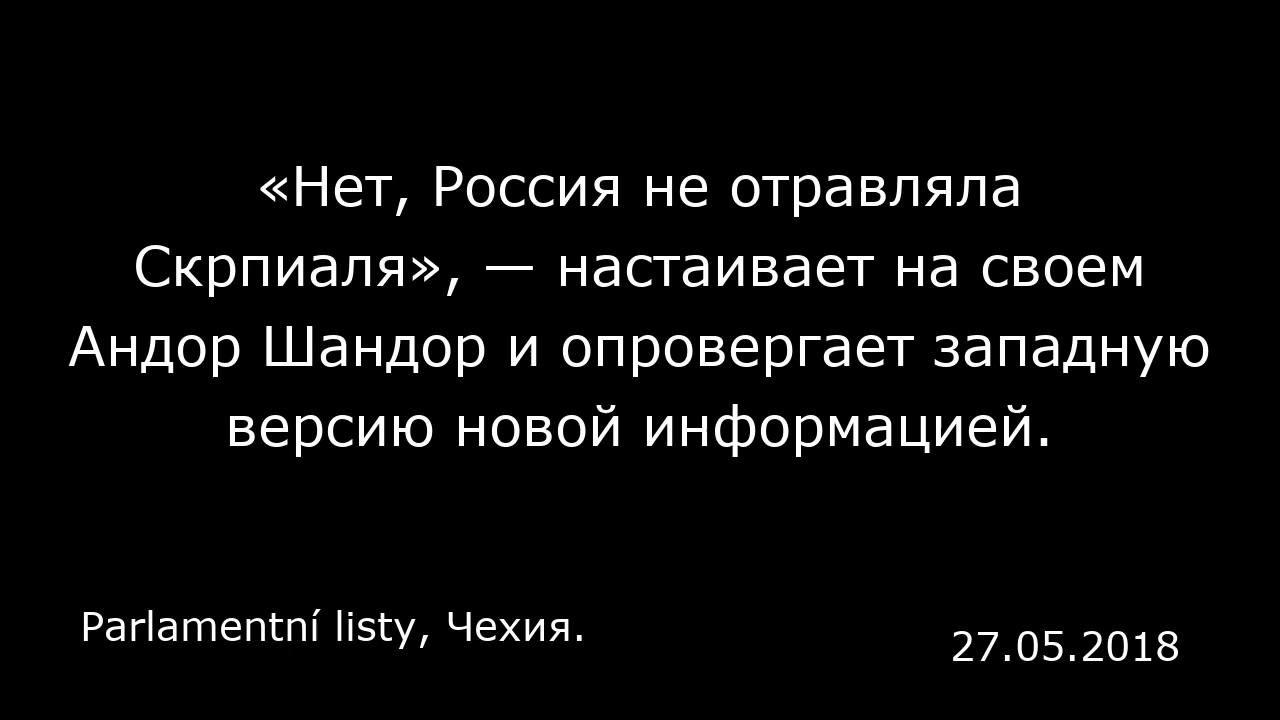 «Нет, Россия не отравляла
Скрпиаля», — настаивает на своем
Андор Шандор и опровергает западную
версию новой информацией.
Parlamentní listy, Чехия.
27.05.2018